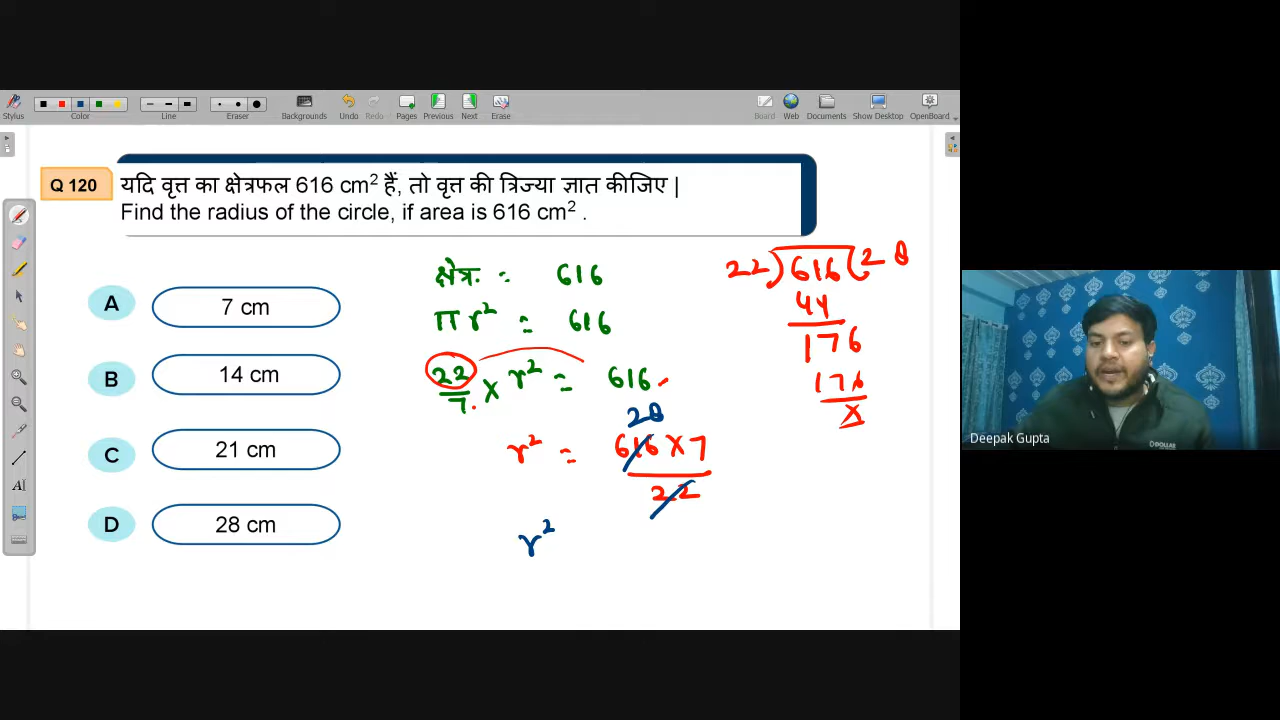 Stylus
Color
Line
Eraser
Backgrounds
Undo
Redo
Pages
Previous
Next
Erase
Board
Web
Documents
Show Desktop
OpenBoard
Q 120
यदि वृत्त का क्षेत्रफल 616 cm² हैं, तो वृत्त की त्रिज्या ज्ञात कीजिए |
Find the radius of the circle, if area is 616 cm² .
A 7 cm
B 14 cm
C 21 cm
D 28 cm
क्षेत्र. = 616
π r² = 616
22/7 × r² = 616
28
r² = 616 × 7
22
r²
22) 616 ( 28
44
176
176
×
Deepak Gupta
DOLLAR